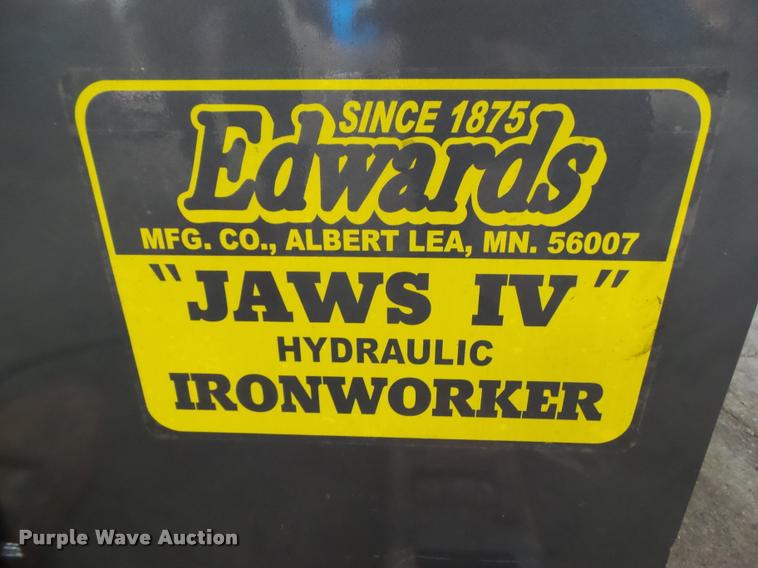 SINCE 1875
Edwards
MFG. CO., ALBERT LEA, MN. 56007
"JAWS IV"
HYDRAULIC
IRONWORKER
Purple Wave Auction